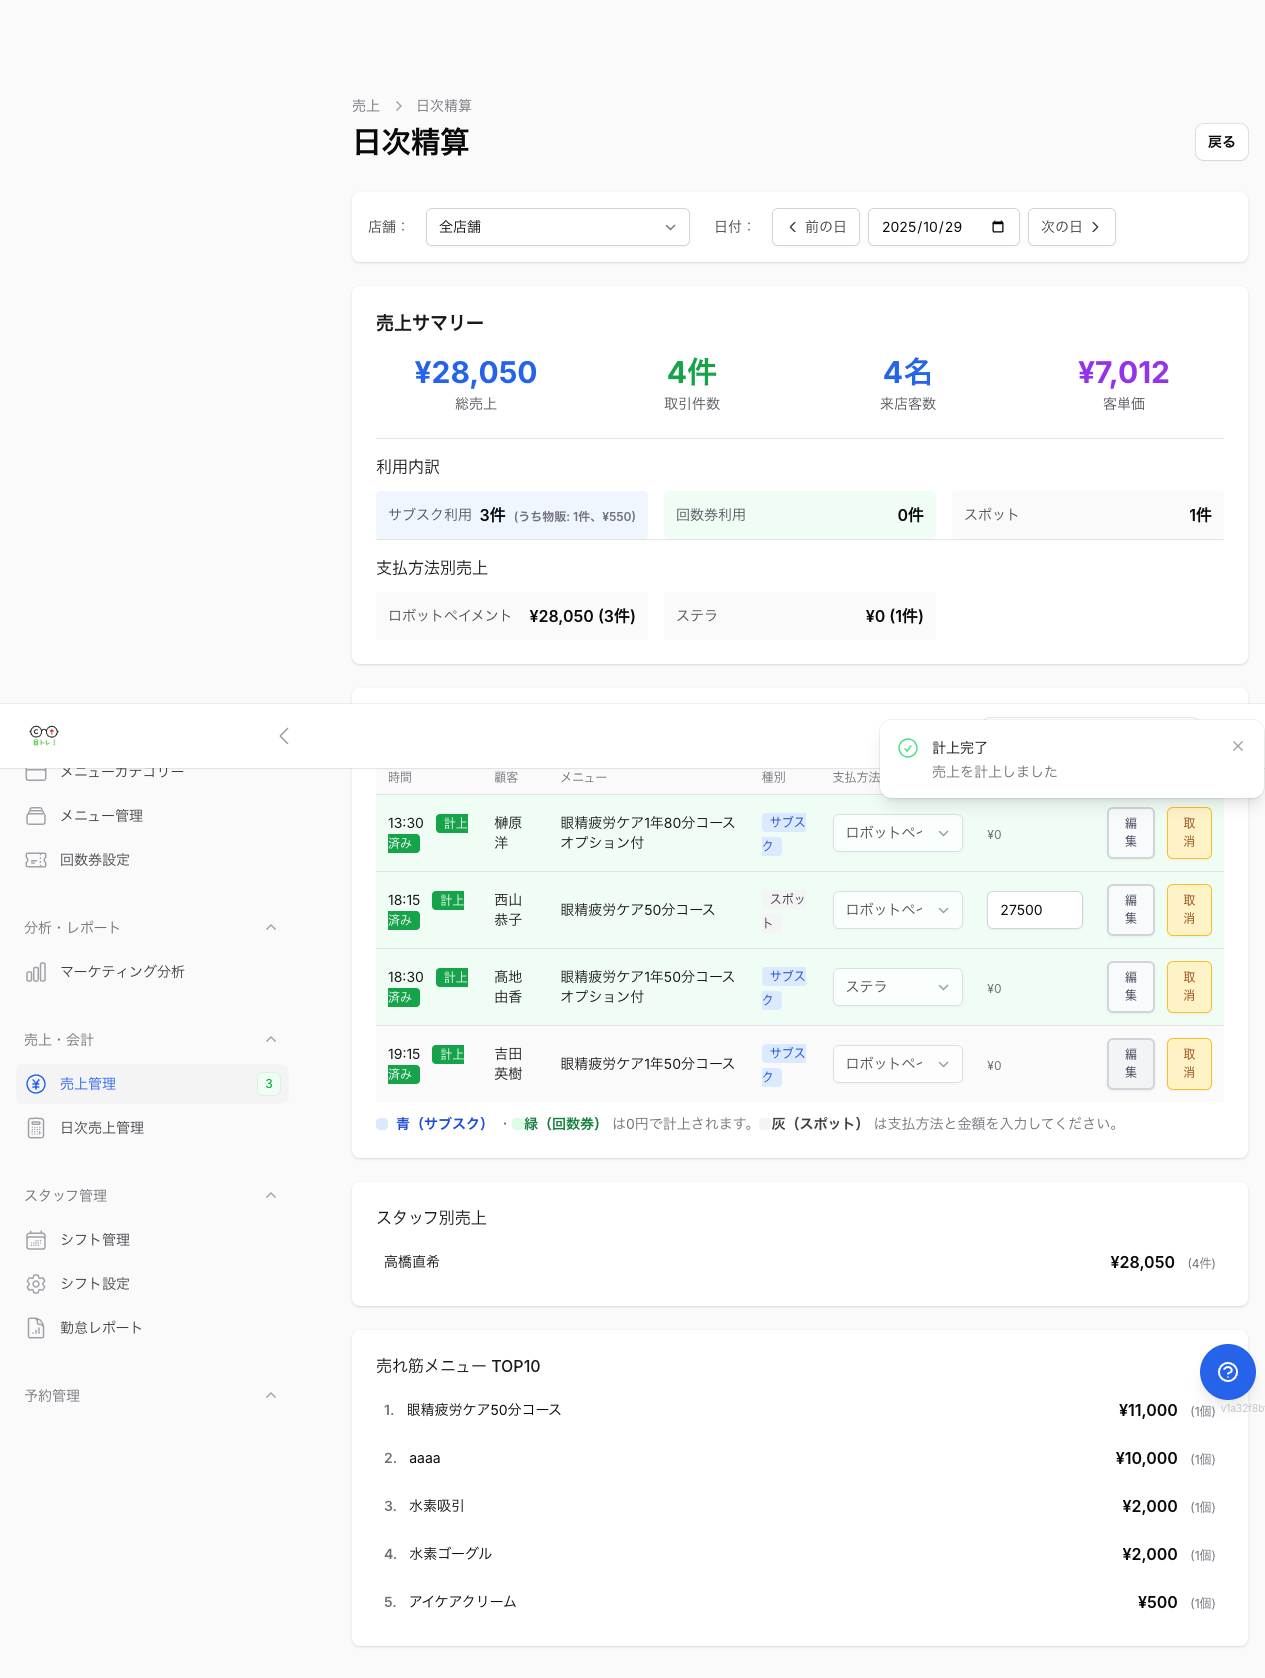 売上 > 日次精算
日次精算
戻る
店舗： 全店舗 日付： 前の日 2025/10/29 次の日
売上サマリー
¥28,050 4件 4名 ¥7,012
総売上 取引件数 来店客数 客単価
利用内訳
サブスク利用 3件 (うち物販: 1件、¥550) 回数券利用 0件 スポット 1件
支払方法別売上
ロボットペイメント ¥28,050 (3件) ステラ ¥0 (1件)
計上完了
売上を計上しました
メニューカテゴリー
メニュー管理
回数券設定
分析・レポート
マーケティング分析
売上・会計
売上管理 3
日次売上管理
スタッフ管理
シフト管理
シフト設定
勤怠レポート
予約管理
時間 顧客 メニュー 種別 支払方法
13:30 計上済み 榊原洋 眼精疲労ケア1年80分コース オプション付 サブスク ロボットペ ¥0 編集 取消
18:15 計上済み 西山恭子 眼精疲労ケア50分コース スポット ロボットペ 27500 編集 取消
18:30 計上済み 髙地由香 眼精疲労ケア1年50分コース オプション付 サブスク ステラ ¥0 編集 取消
19:15 計上済み 吉田英樹 眼精疲労ケア1年50分コース サブスク ロボットペ ¥0 編集 取消
青（サブスク） ・ 緑（回数券） は0円で計上されます。 灰（スポット） は支払方法と金額を入力してください。
スタッフ別売上
高橋直希 ¥28,050 (4件)
売れ筋メニュー TOP10
1. 眼精疲労ケア50分コース ¥11,000 (1個)
2. aaaa ¥10,000 (1個)
3. 水素吸引 ¥2,000 (1個)
4. 水素ゴーグル ¥2,000 (1個)
5. アイケアクリーム ¥500 (1個)